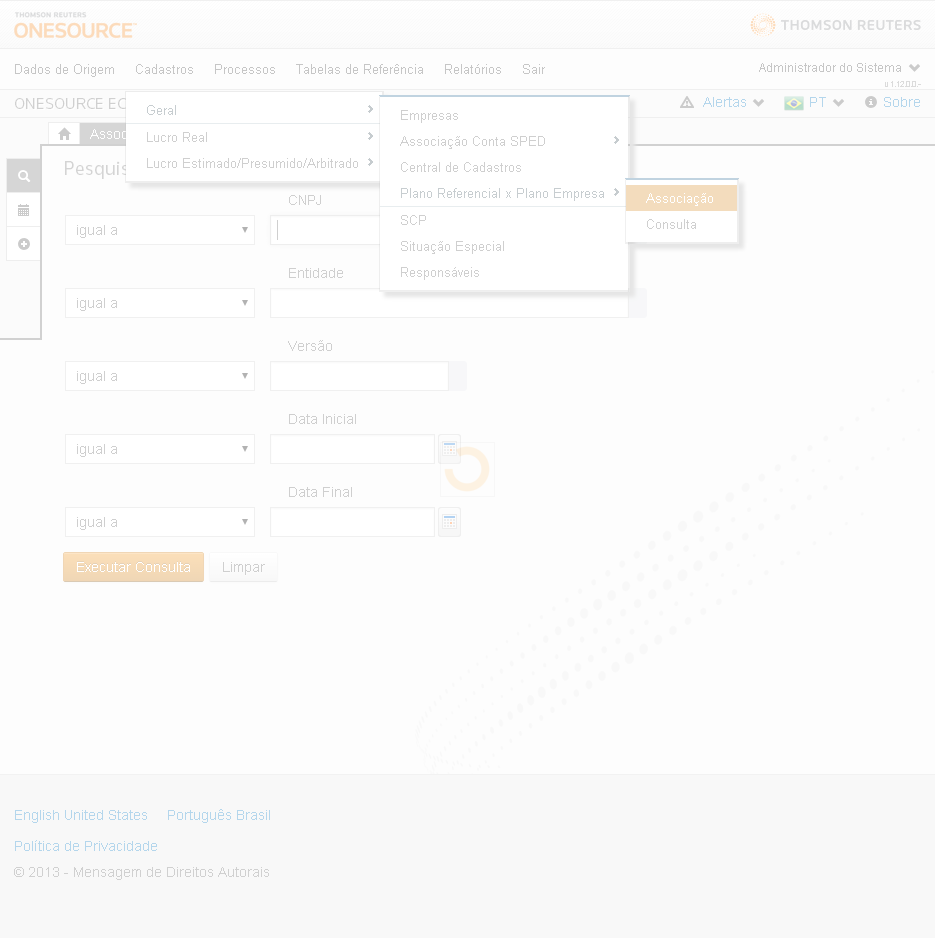 THOMSON REUTERS
ONESOURCE
THOMSON REUTERS
Dados de Origem Cadastros Processos Tabelas de Referência Relatórios Sair
Administrador do Sistema
ONESOURCE EC
Alertas PT Sobre
Geral
Lucro Real
Lucro Estimado/Presumido/Arbitrado
Empresas
Associação Conta SPED
Central de Cadastros
Plano Referencial x Plano Empresa
SCP
Situação Especial
Responsáveis
Associação
Consulta
Assoc
Pesquis
CNPJ
igual a
Entidade
igual a
Versão
igual a
Data Inicial
igual a
Data Final
igual a
Executar Consulta Limpar
English United States Português Brasil
Política de Privacidade
© 2013 - Mensagem de Direitos Autorais